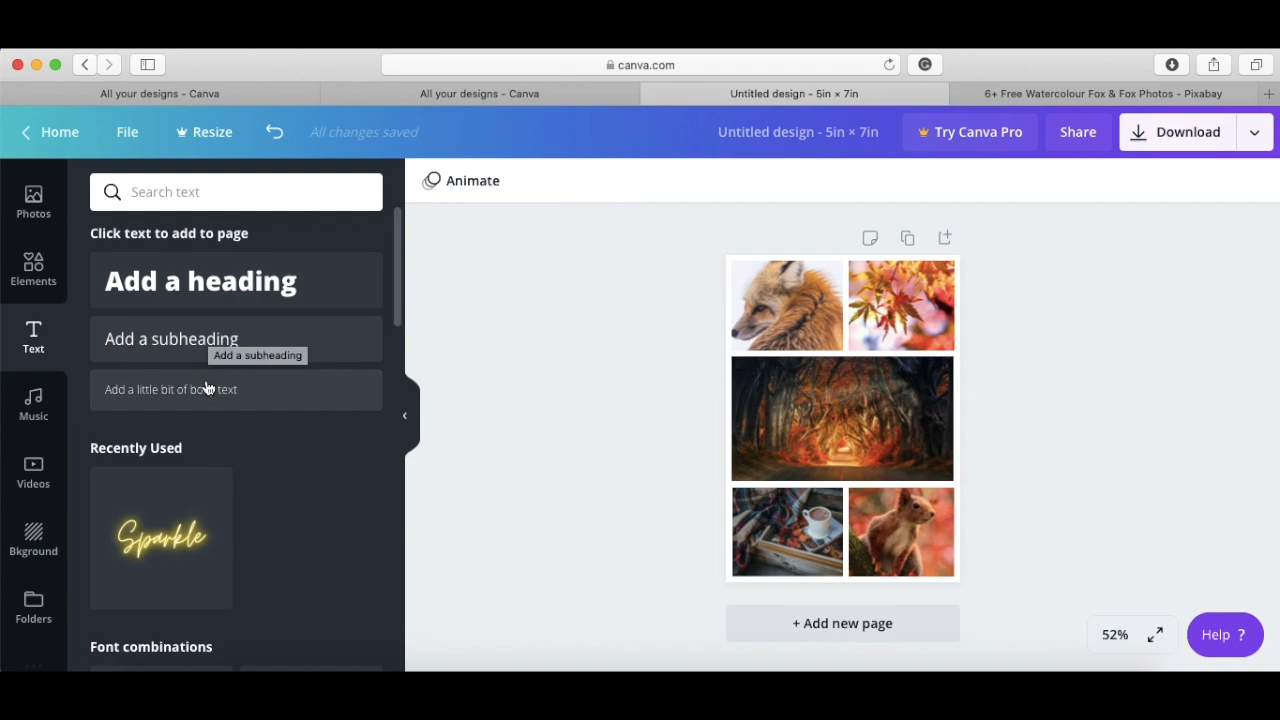 canva.com
All your designs - Canva
All your designs - Canva
Untitled design - 5in × 7in
6+ Free Watercolour Fox & Fox Photos - Pixabay
Home
File
Resize
All changes saved
Untitled design - 5in × 7in
Try Canva Pro
Share
Download
Photos
Elements
Text
Music
Videos
Bkground
Folders
Search text
Click text to add to page
Add a heading
Add a subheading
Add a subheading
Add a little bit of body text
Recently Used
Sparkle
Font combinations
Animate
+ Add new page
52%
Help ?